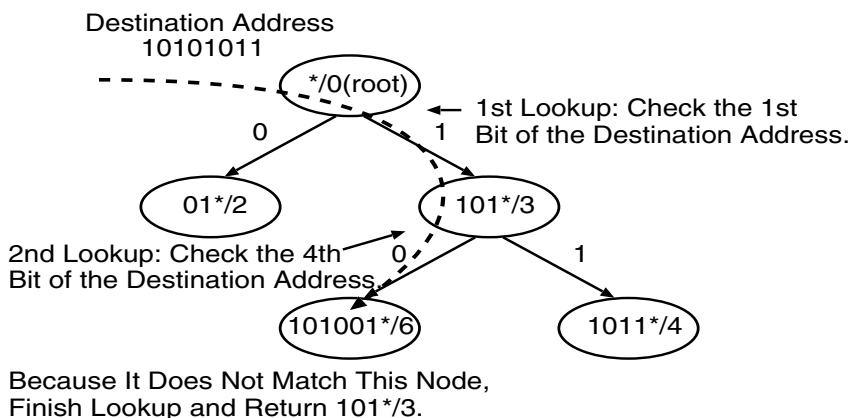 Destination Address
10101011
*/0(root)
1st Lookup: Check the 1st
Bit of the Destination Address.
0
1
01*/2
101*/3
2nd Lookup: Check the 4th
Bit of the Destination Address.
0
1
101001*/6
1011*/4
Because It Does Not Match This Node,
Finish Lookup and Return 101*/3.